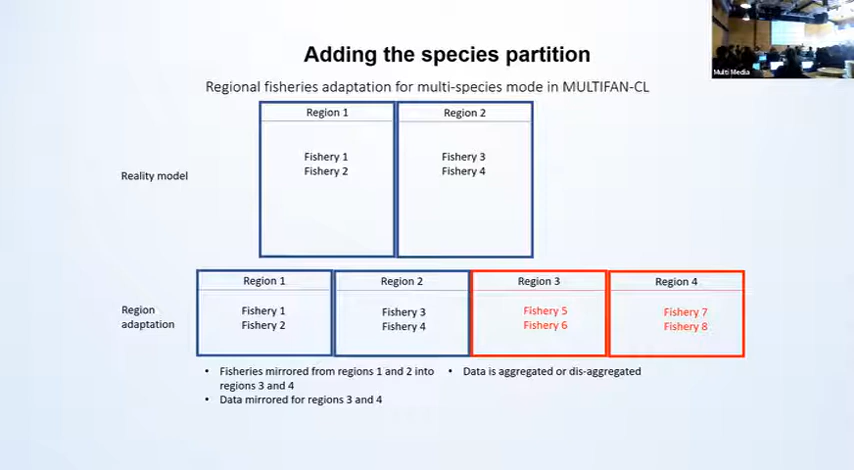 Adding the species partition
Multi Media
Regional fisheries adaptation for multi-species mode in MULTIFAN-CL
Region 1
Region 2
Fishery 1
Fishery 2
Fishery 3
Fishery 4
Reality model
Region 1
Region 2
Region 3
Region 4
Region
adaptation
Fishery 1
Fishery 2
Fishery 3
Fishery 4
Fishery 5
Fishery 6
Fishery 7
Fishery 8
• Fisheries mirrored from regions 1 and 2 into
regions 3 and 4
• Data mirrored for regions 3 and 4
• Data is aggregated or dis-aggregated